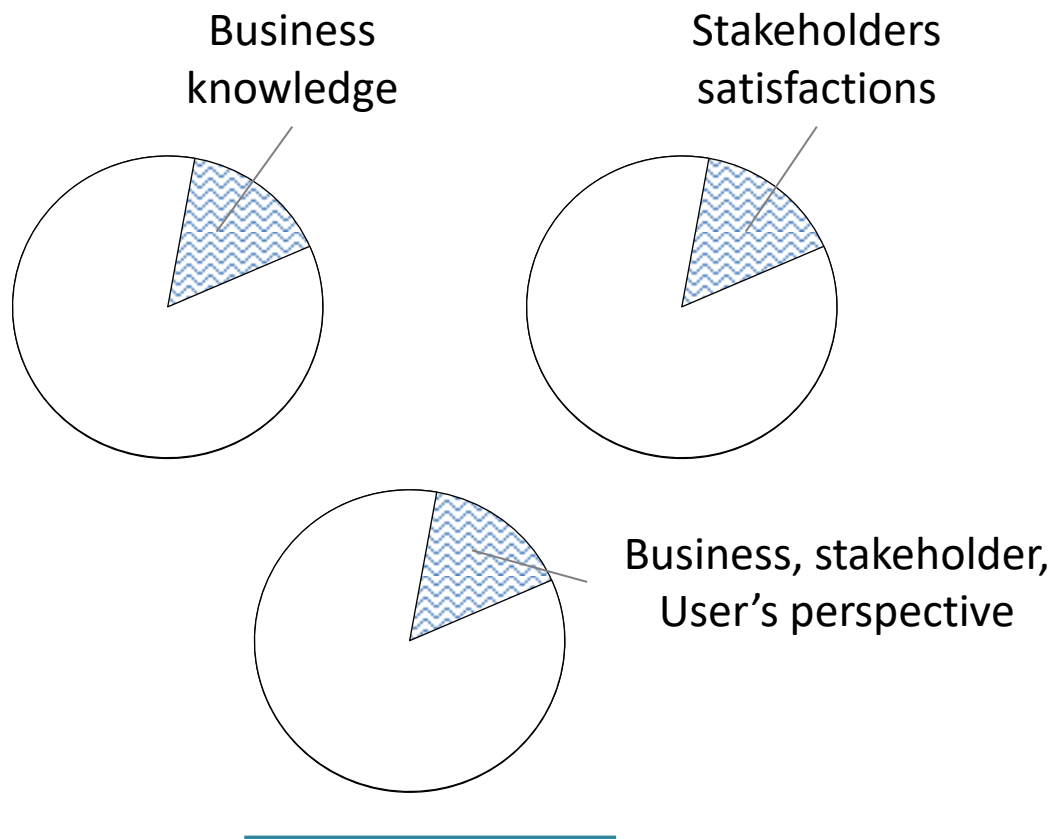 Business
knowledge
Stakeholders
satisfactions
Business, stakeholder,
User’s perspective